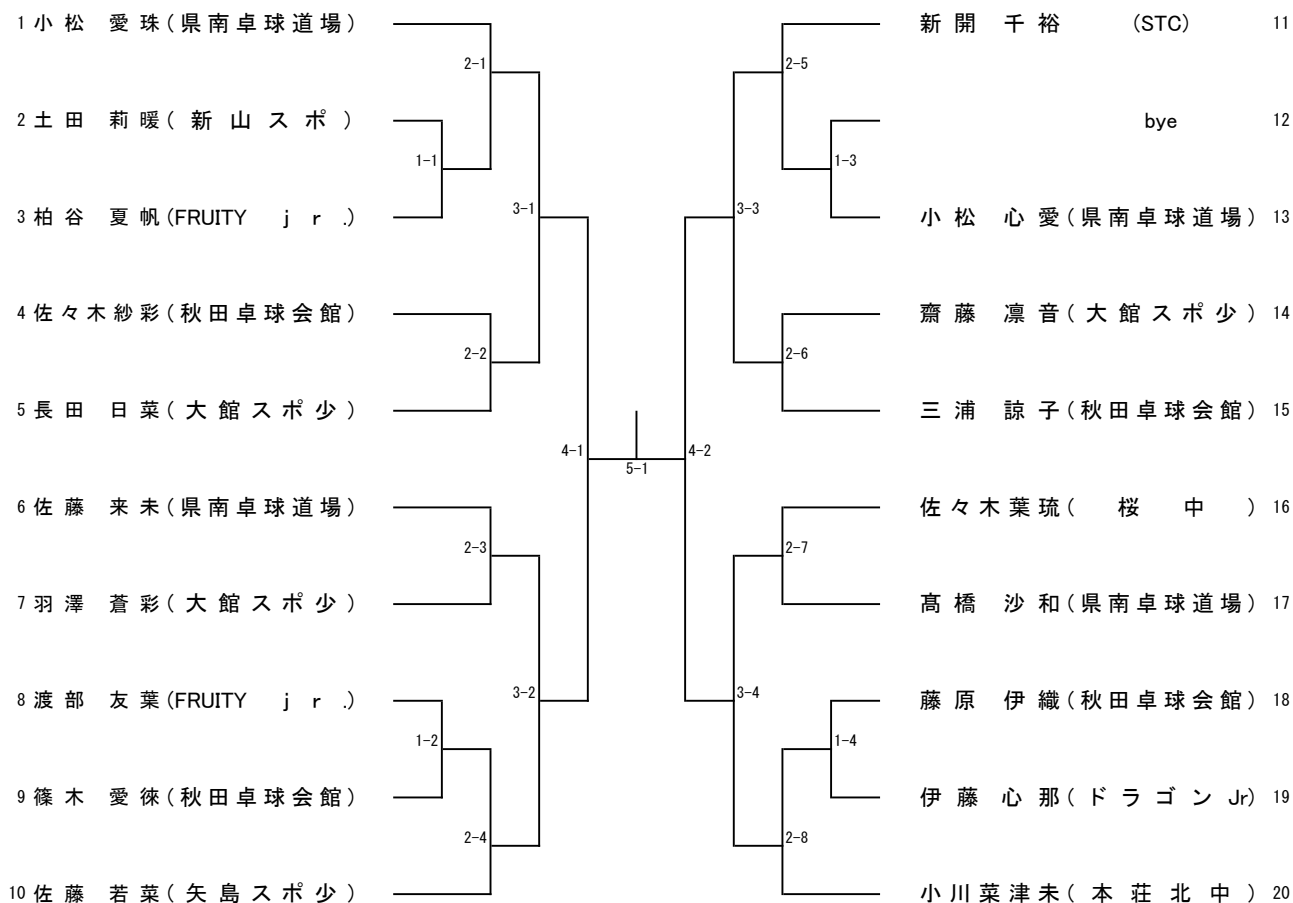 1 小松 愛珠(県南卓球道場)
2-1
2 土田 莉暖(新山スポ)
1-1
3 柏谷 夏帆(FRUITY jr.)
3-1
4 佐々木紗彩(秋田卓球会館)
2-2
5 長田 日菜(大館スポ少)
4-1
6 佐藤 来未(県南卓球道場)
2-3
7 羽澤 蒼彩(大館スポ少)
3-2
8 渡部 友葉(FRUITY jr.)
1-2
9 篠木 愛徠(秋田卓球会館)
2-4
10 佐藤 若菜(矢島スポ少)
5-1
新開 千裕 (STC) 11
2-5
bye 12
1-3
小松 心愛(県南卓球道場) 13
3-3
齋藤 凛音(大館スポ少) 14
2-6
三浦 諒子(秋田卓球会館) 15
4-2
佐々木葉琉(桜中) 16
2-7
髙橋 沙和(県南卓球道場) 17
3-4
藤原 伊織(秋田卓球会館) 18
1-4
伊藤 心那(ドラゴンJr) 19
2-8
小川菜津未(本荘北中) 20